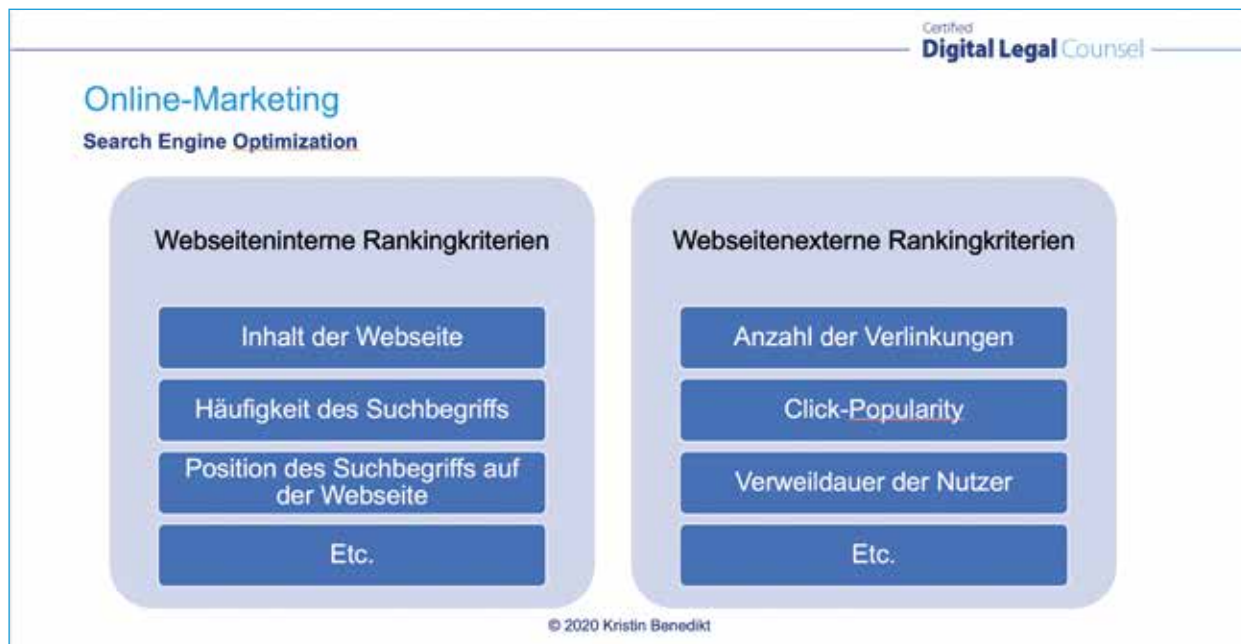 Certified
Digital Legal Counsel
Online-Marketing
Search Engine Optimization
Webseiteninterne Rankingkriterien
Inhalt der Webseite
Häufigkeit des Suchbegriffs
Position des Suchbegriffs auf
der Webseite
Etc.
Webseitenexterne Rankingkriterien
Anzahl der Verlinkungen
Click-Popularity
Verweildauer der Nutzer
Etc.
© 2020 Kristin Benedikt